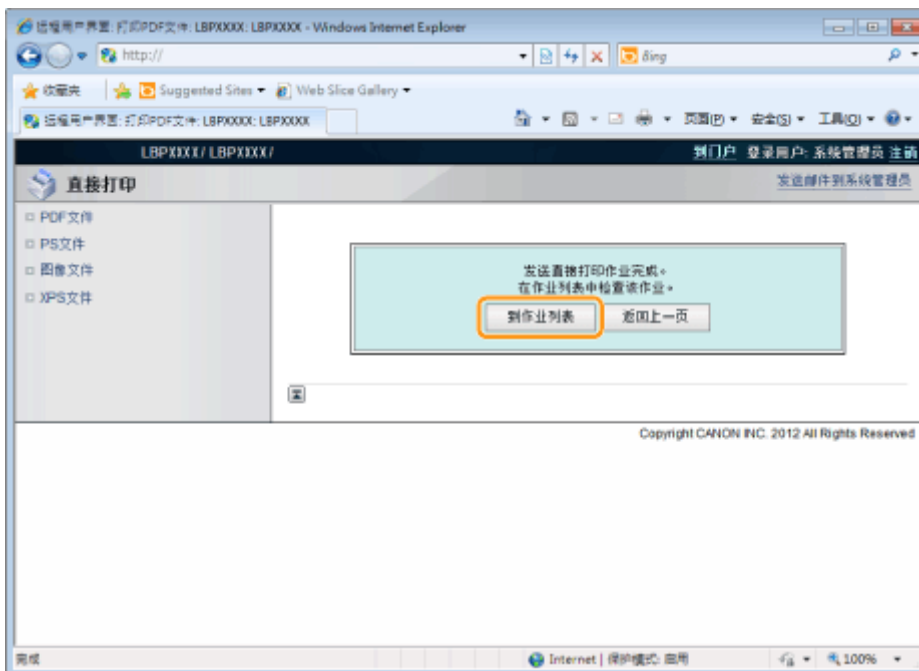 远程用户界面: 打印PDF文件: LBPXXXX: LBPXXXX - Windows Internet Explorer
http://
Bing
收藏夹 Suggested Sites Web Slice Gallery
远程用户界面: 打印PDF文件: LBPXXXX: LBPXXXX
页面(P) 安全(S) 工具(O)
LBPXXXX/ LBPXXXX/
到门户 登录用户: 系统管理员 注销
直接打印
发送邮件到系统管理员
PDF文件
PS文件
图像文件
XPS文件
发送直接打印作业完成。
在作业列表中检查该作业。
到作业列表 返回上一页
Copyright CANON INC. 2012 All Rights Reserved
完成
Internet | 保护模式: 启用
100%